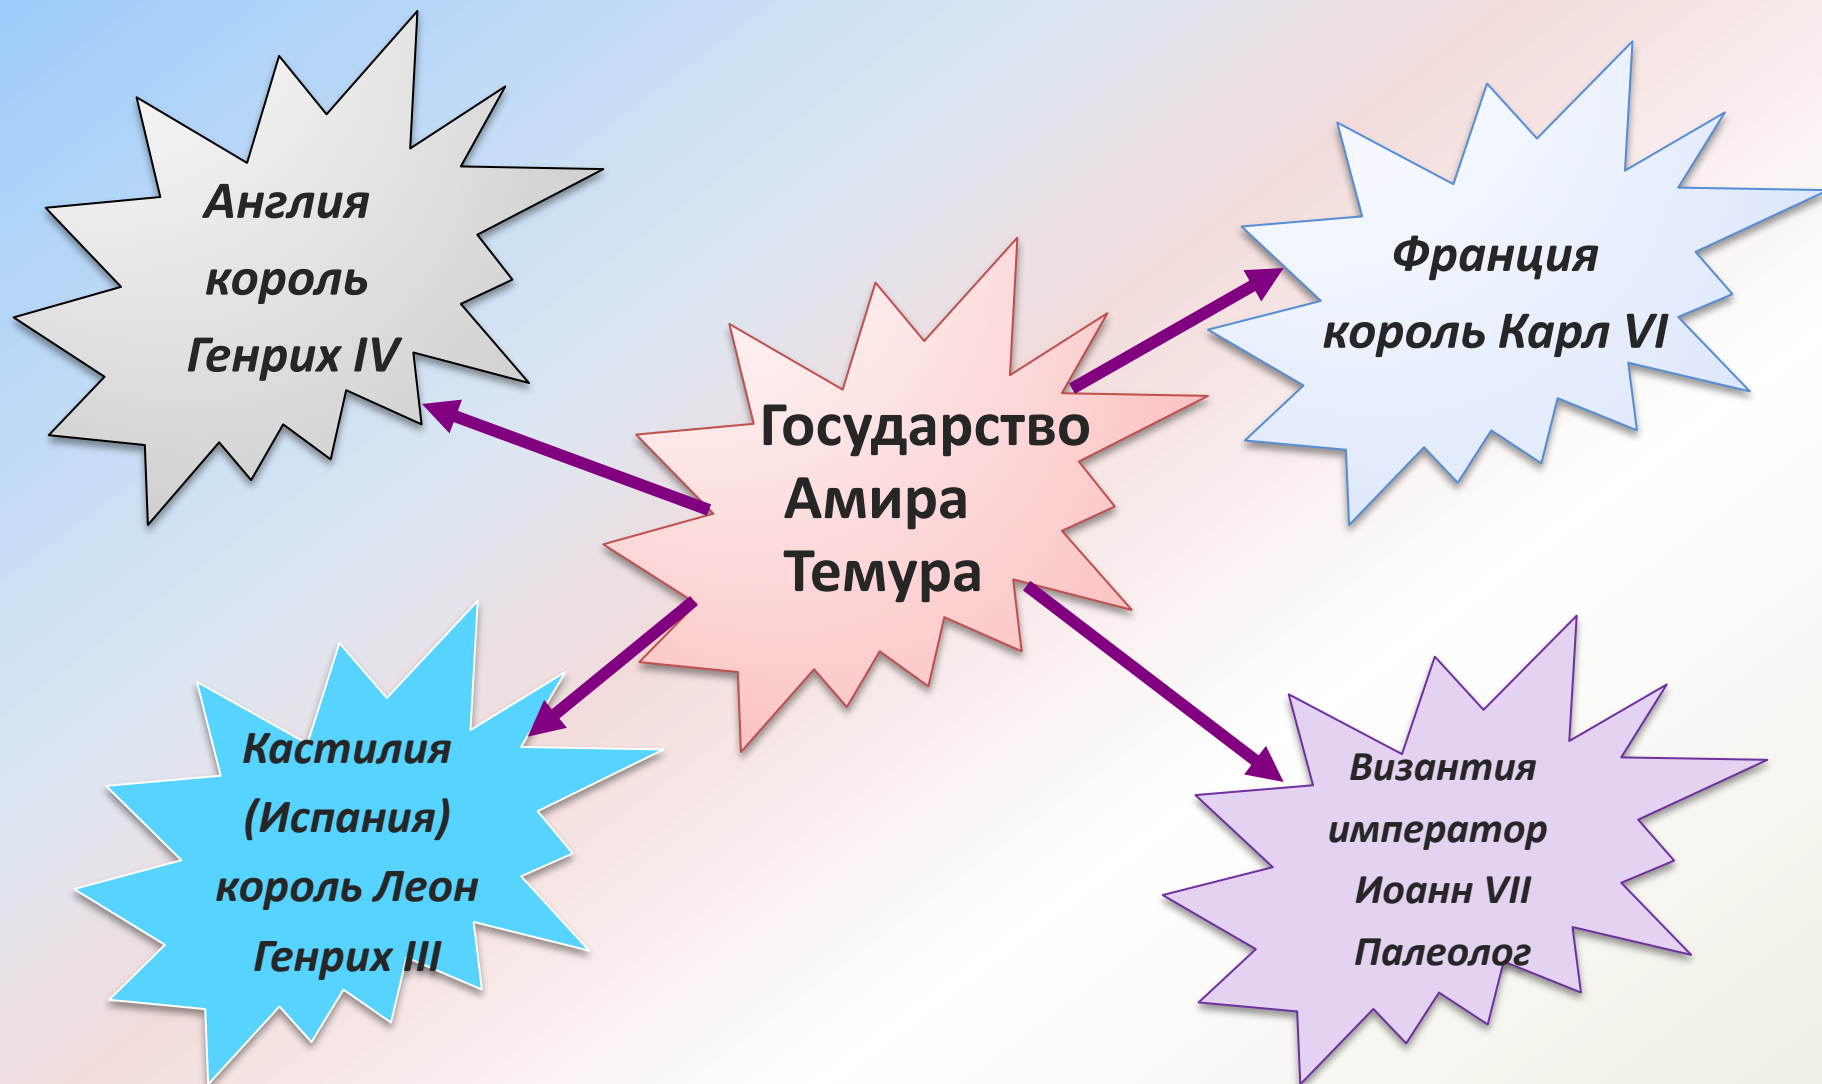 Англия
король
Генрих IV
Франция
король Карл VI
Государство
Амира
Темура
Кастилия
(Испания)
король Леон
Генрих III
Византия
император
Иоанн VII
Палеолог